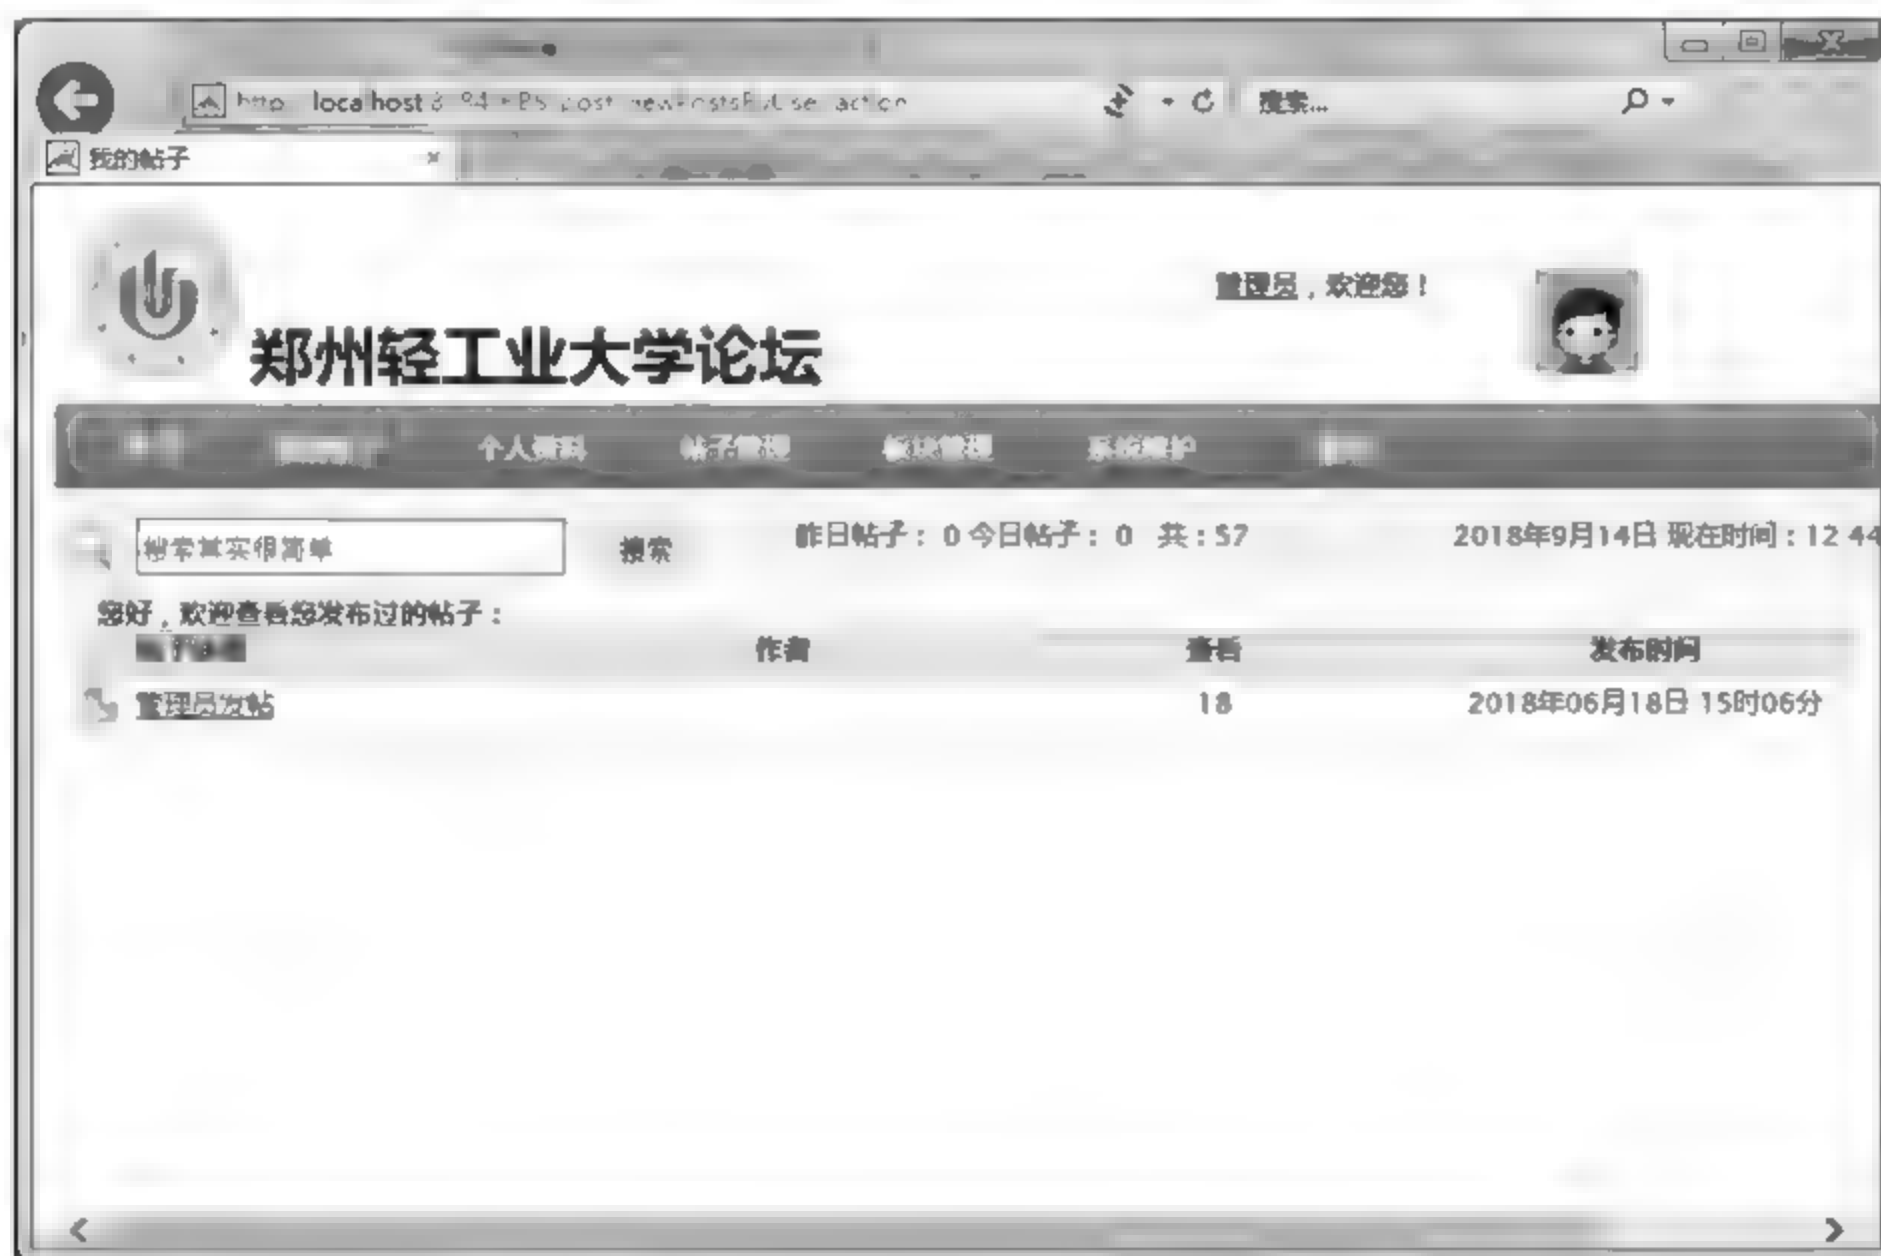 localhost
搜索...
我的帖子
管理员，欢迎您！
郑州轻工业大学论坛
个人资料 帖子管理 板块管理 系统维护
搜索其实很简单 搜索 昨日帖子：0 今日帖子：0 共：57 2018年9月14日 现在时间：12 44
您好，欢迎查看您发布过的帖子：
作者 查看 发布时间
管理员发帖 18 2018年06月18日 15时06分